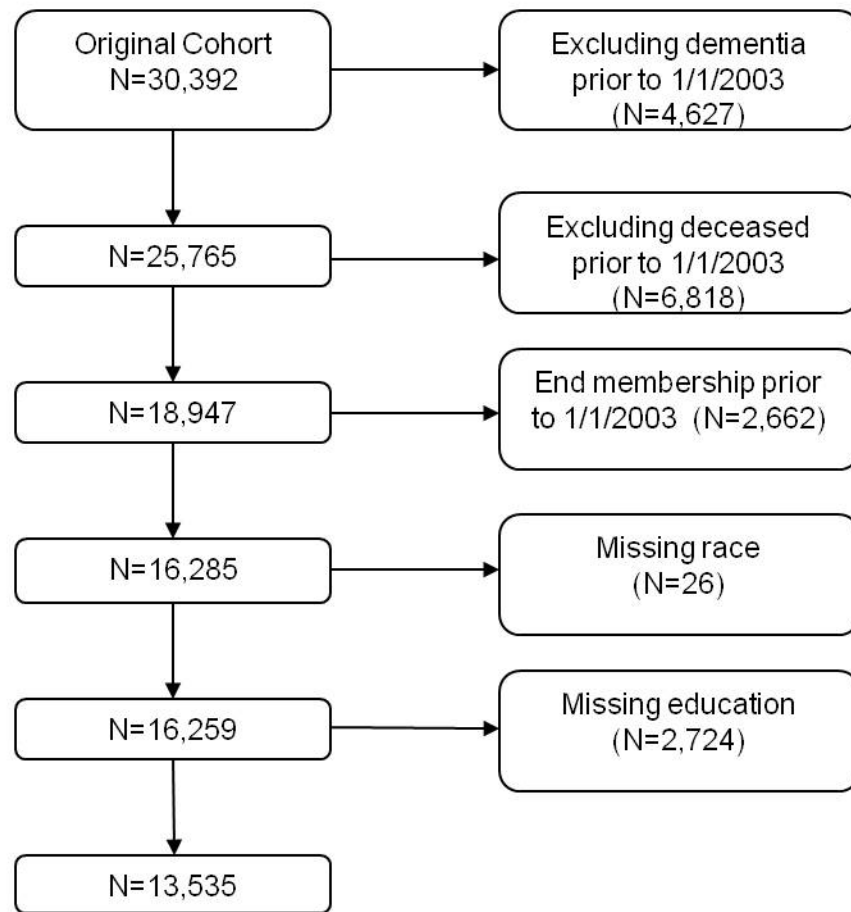 Original Cohort
N=30,392
Excluding dementia
prior to 1/1/2003
(N=4,627)
N=25,765
Excluding deceased
prior to 1/1/2003
(N=6,818)
N=18,947
End membership prior
to 1/1/2003 (N=2,662)
N=16,285
Missing race
(N=26)
N=16,259
Missing education
(N=2,724)
N=13,535